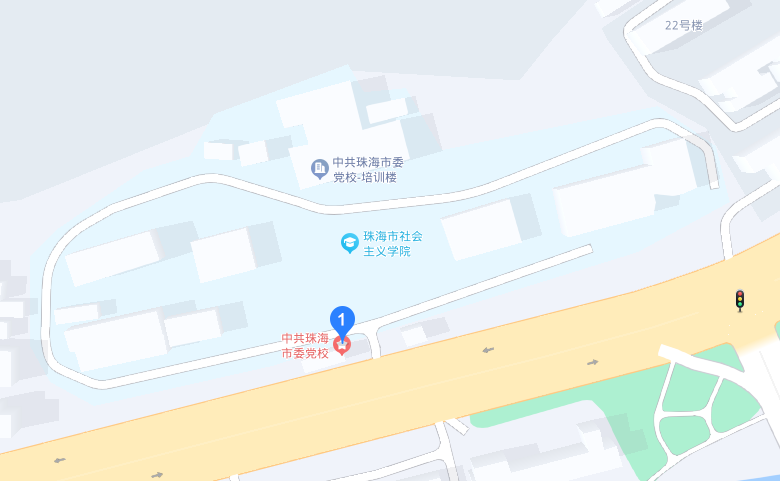 22号楼
中共珠海市委
党校-培训楼
珠海市社会
主义学院
1
中共珠海
市委党校